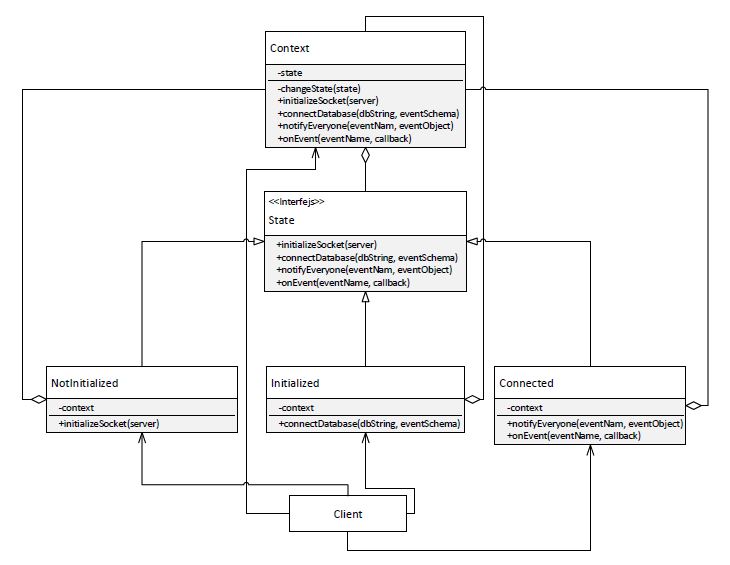 Context
-state
-changeState(state)
+initializeSocket(server)
+connectDatabase(dbString, eventSchema)
+notifyEveryone(eventNam, eventObject)
+onEvent(eventName, callback)
<<Interfejs>>
State
+initializeSocket(server)
+connectDatabase(dbString, eventSchema)
+notifyEveryone(eventNam, eventObject)
+onEvent(eventName, callback)
NotInitialized
-context
+initializeSocket(server)
Initialized
-context
+connectDatabase(dbString, eventSchema)
Connected
-context
+notifyEveryone(eventNam, eventObject)
+onEvent(eventName, callback)
Client